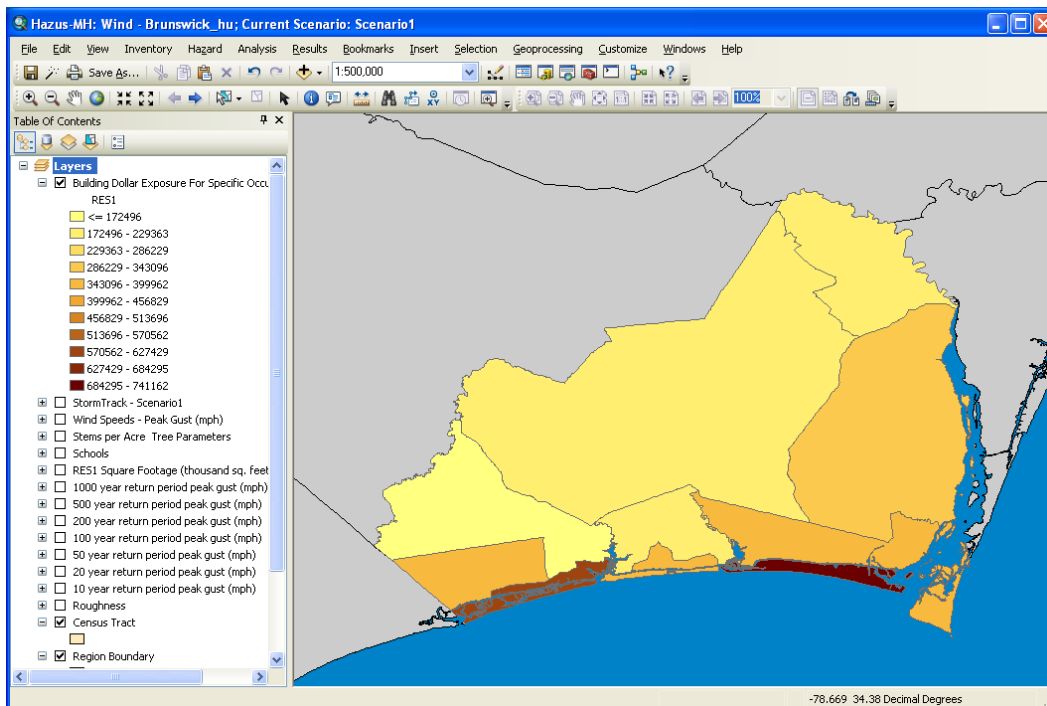 Hazus-MH: Wind - Brunswick_hu; Current Scenario: Scenario1
File Edit View Inventory Hazard Analysis Results Bookmarks Insert Selection Geoprocessing Customize Windows Help
Save As... 1:500,000
100%
Table Of Contents
Layers
Building Dollar Exposure For Specific Occu
RES1
<= 172496
172496 - 229363
229363 - 286229
286229 - 343096
343096 - 399962
399962 - 456829
456829 - 513696
513696 - 570562
570562 - 627429
627429 - 684295
684295 - 741162
StormTrack - Scenario1
Wind Speeds - Peak Gust (mph)
Stems per Acre Tree Parameters
Schools
RES1 Square Footage (thousand sq. feet
1000 year return period peak gust (mph)
500 year return period peak gust (mph)
200 year return period peak gust (mph)
100 year return period peak gust (mph)
50 year return period peak gust (mph)
20 year return period peak gust (mph)
10 year return period peak gust (mph)
Roughness
Census Tract
Region Boundary
-78.669 34.38 Decimal Degrees